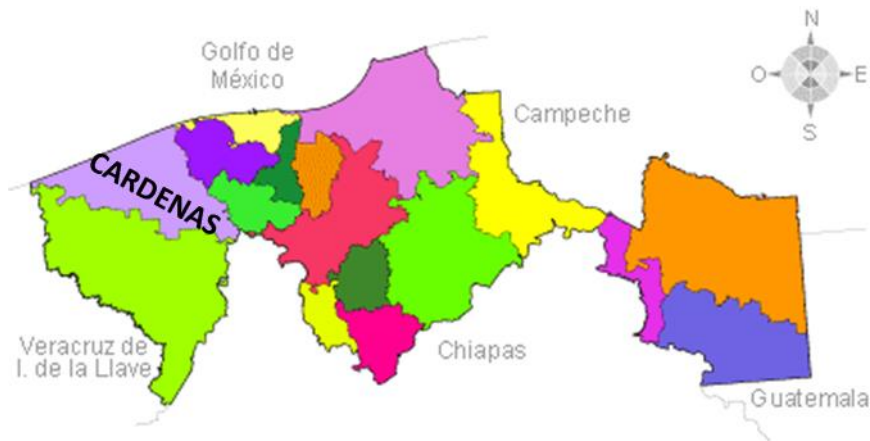 N
Golfo de
México
O
E
S
Campeche
CARDENAS
Veracruz de
I. de la Llave
Chiapas
Guatemala